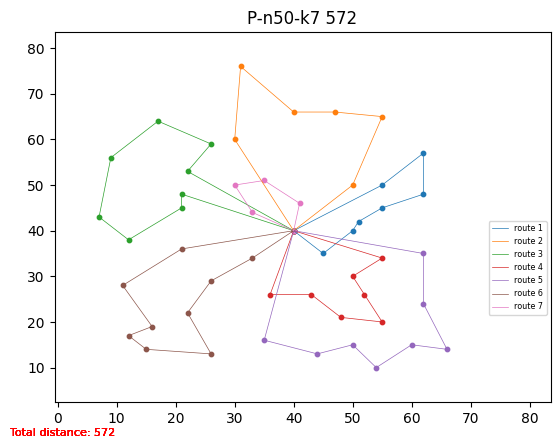 P-n50-k7 572
80
70
60
50
40
30
20
10
0 10 20 30 40 50 60 70 80
route 1
route 2
route 3
route 4
route 5
route 6
route 7
Total distance: 572